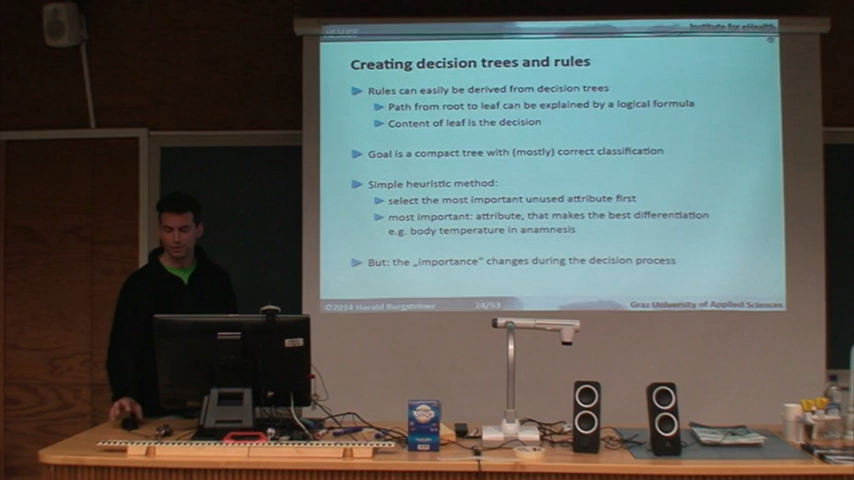 Institute for eHealth
Creating decision trees and rules
Rules can easily be derived from decision trees
Path from root to leaf can be explained by a logical formula
Content of leaf is the decision
Goal is a compact tree with (mostly) correct classification
Simple heuristic method:
select the most important unused attribute first
most important: attribute, that makes the best differentiation
e.g. body temperature in anamnesis
But: the „importance" changes during the decision process
©2014 Harald Burgsteiner 24/53 Graz University of Applied Sciences